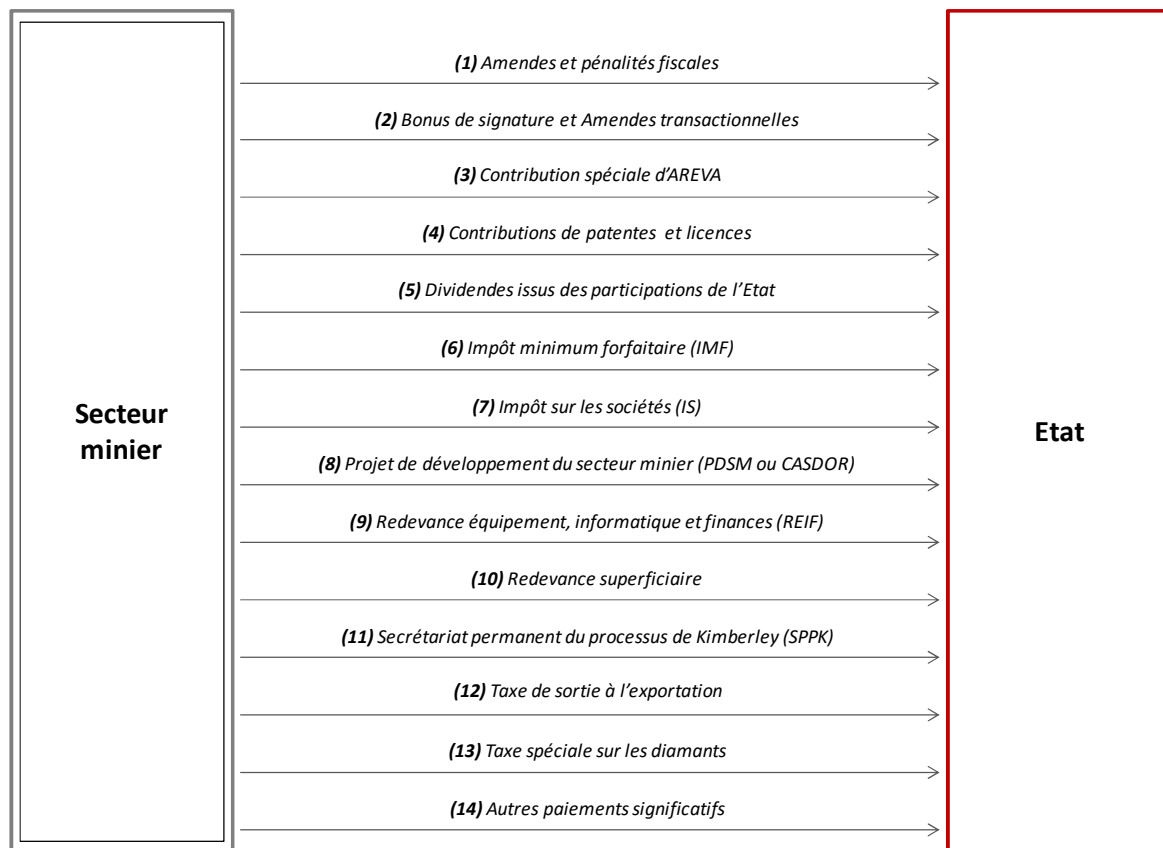 (1) Amendes et pénalités fiscales
(2) Bonus de signature et Amendes transactionnelles
(3) Contribution spéciale d’AREVA
(4) Contributions de patentes et licences
(5) Dividendes issus des participations de l’Etat
(6) Impôt minimum forfaitaire (IMF)
(7) Impôt sur les sociétés (IS)
Secteur
minier
Etat
(8) Projet de développement du secteur minier (PDSM ou CASDOR)
(9) Redevance équipement, informatique et finances (REIF)
(10) Redevance superficiaire
(11) Secrétariat permanent du processus de Kimberley (SPPK)
(12) Taxe de sortie à l’exportation
(13) Taxe spéciale sur les diamants
(14) Autres paiements significatifs